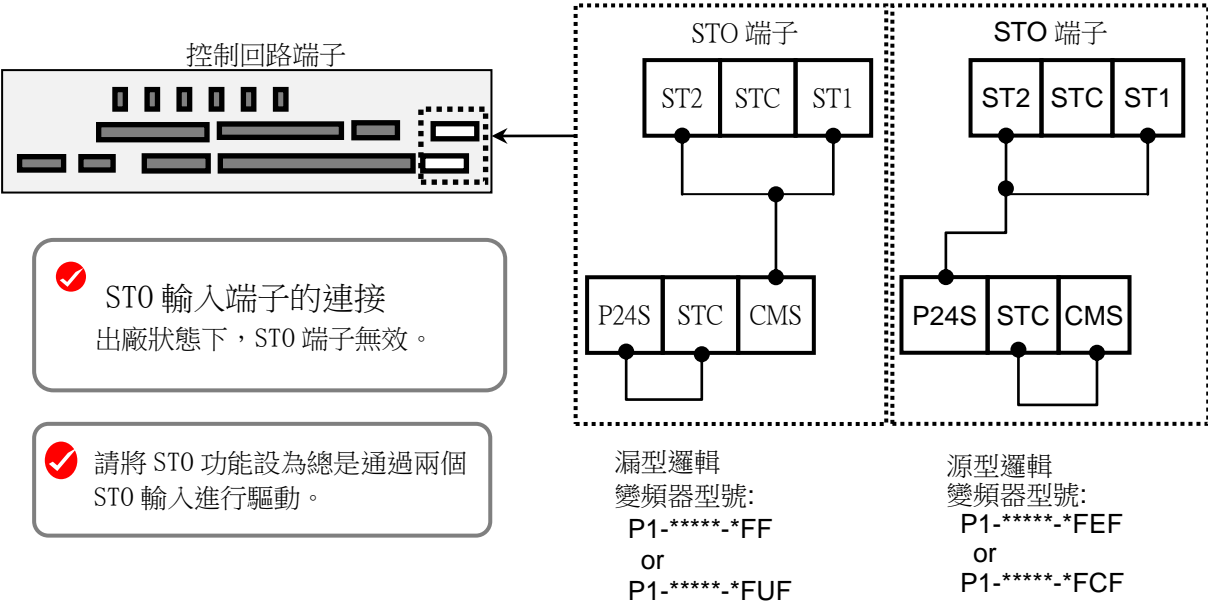 控制回路端子
STO 輸入端子的連接
出廠狀態下，STO 端子無效。
請將 STO 功能設為總是通過兩個
STO 輸入進行驅動。
STO 端子
ST2 STC ST1
P24S STC CMS
漏型邏輯
變頻器型號:
P1-*****-*FF
or
P1-*****-*FUF
STO 端子
ST2 STC ST1
P24S STC CMS
源型邏輯
變頻器型號:
P1-*****-*FEF
or
P1-*****-*FCF